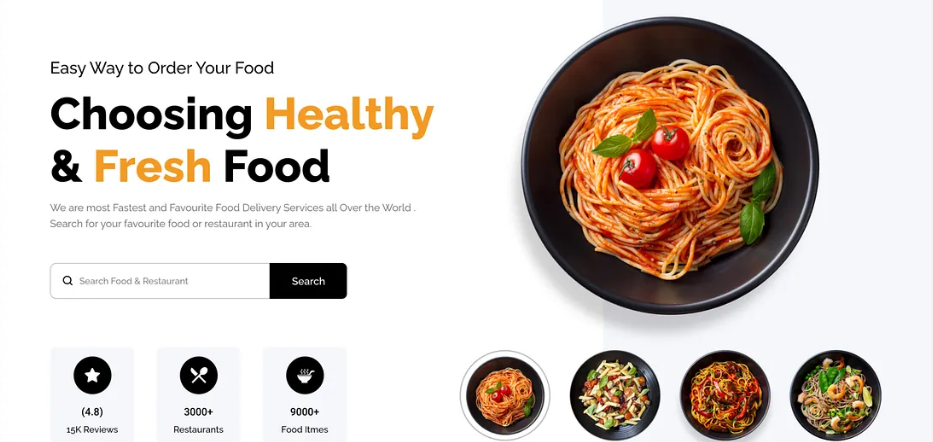 Easy Way to Order Your Food
Choosing Healthy
& Fresh Food
We are most Fastest and Favourite Food Delivery Services all Over the World .
Search for your favourite food or restaurant in your area.
Search Food & Restaurant
Search
(4.8)
15K Reviews
3000+
Restaurants
9000+
Food Itmes